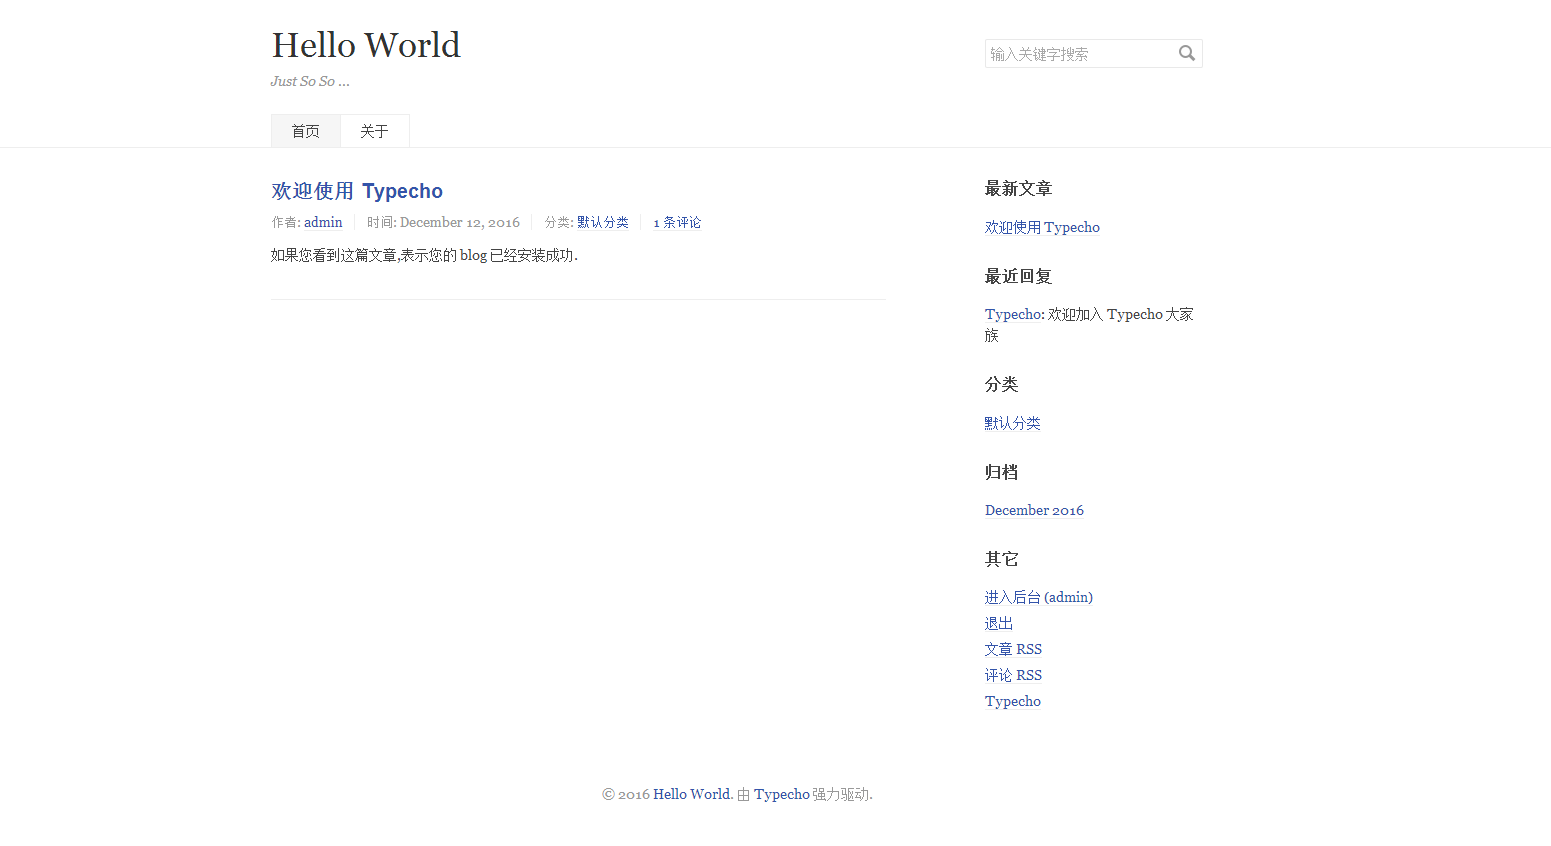 Hello World
输入关键字搜索
Just So So ...
首页 关于
欢迎使用 Typecho
作者: admin 时间: December 12, 2016 分类: 默认分类 1 条评论
如果您看到这篇文章,表示您的 blog 已经安装成功.
最新文章
欢迎使用 Typecho
最近回复
Typecho: 欢迎加入 Typecho 大家
族
分类
默认分类
归档
December 2016
其它
进入后台 (admin)
退出
文章 RSS
评论 RSS
Typecho
© 2016 Hello World. 由 Typecho 强力驱动.